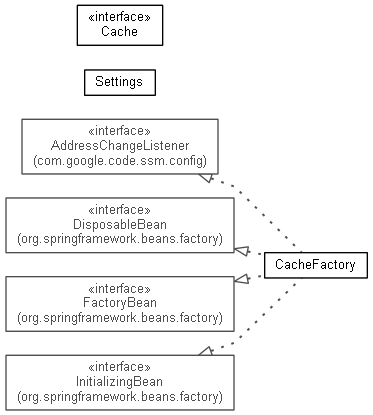 «interface»
Cache
Settings
«interface»
AddressChangeListener
(com.google.code.ssm.config)
«interface»
DisposableBean
(org.springframework.beans.factory)
CacheFactory
«interface»
FactoryBean
(org.springframework.beans.factory)
«interface»
InitializingBean
(org.springframework.beans.factory)